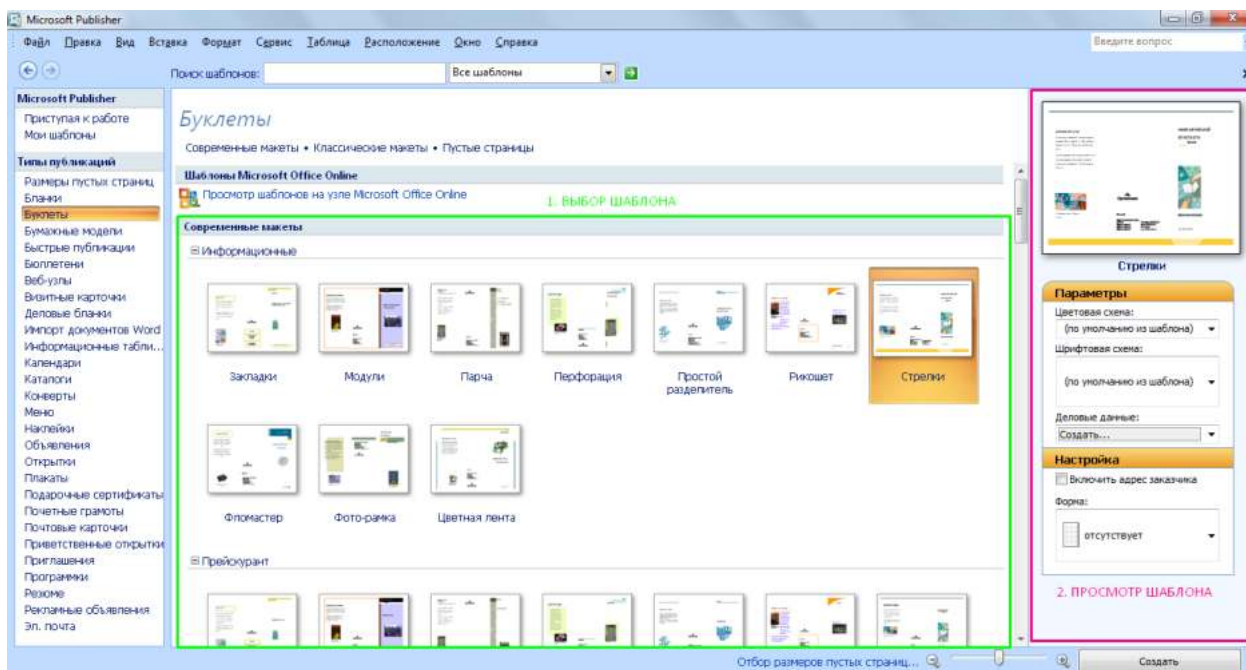 Microsoft Publisher
Файл Правка Вид Вставка Формат Сервис Таблица Расположение Окно Справка
Введите вопрос
Поиск шаблонов:
Все шаблоны
Microsoft Publisher
Приступая к работе
Мои шаблоны
Типы публикаций
Размеры пустых страниц
Бланки
Буклеты
Бумажные модели
Быстрые публикации
Бюллетени
Веб-узлы
Визитные карточки
Деловые бланки
Импорт документов Word
Информационные табли...
Календари
Каталоги
Конверты
Меню
Наклейки
Объявления
Открытки
Плакаты
Подарочные сертификаты
Почетные грамоты
Почтовые карточки
Приветственные открытки
Приглашения
Программки
Резюме
Рекламные объявления
Эл. почта
Буклеты
Современные макеты • Классические макеты • Пустые страницы
Шаблоны Microsoft Office Online
Просмотр шаблонов на узле Microsoft Office Online
1. ВЫБОР ШАБЛОНА
Современные макеты
Информационные
Закладки
Модули
Парча
Перфорация
Простой
разделитель
Рикошет
Стрелки
Фломастер
Фото-рамка
Цветная лента
Прейскурант
Стрелки
Параметры
Цветовая схема:
(по умолчанию из шаблона)
Шрифтовая схема:
(по умолчанию из шаблона)
Деловые данные:
Создать...
Настройка
Включить адрес заказчика
Форма:
отсутствует
2. ПРОСМОТР ШАБЛОНА
Отбор размеров пустых страниц...
Создать